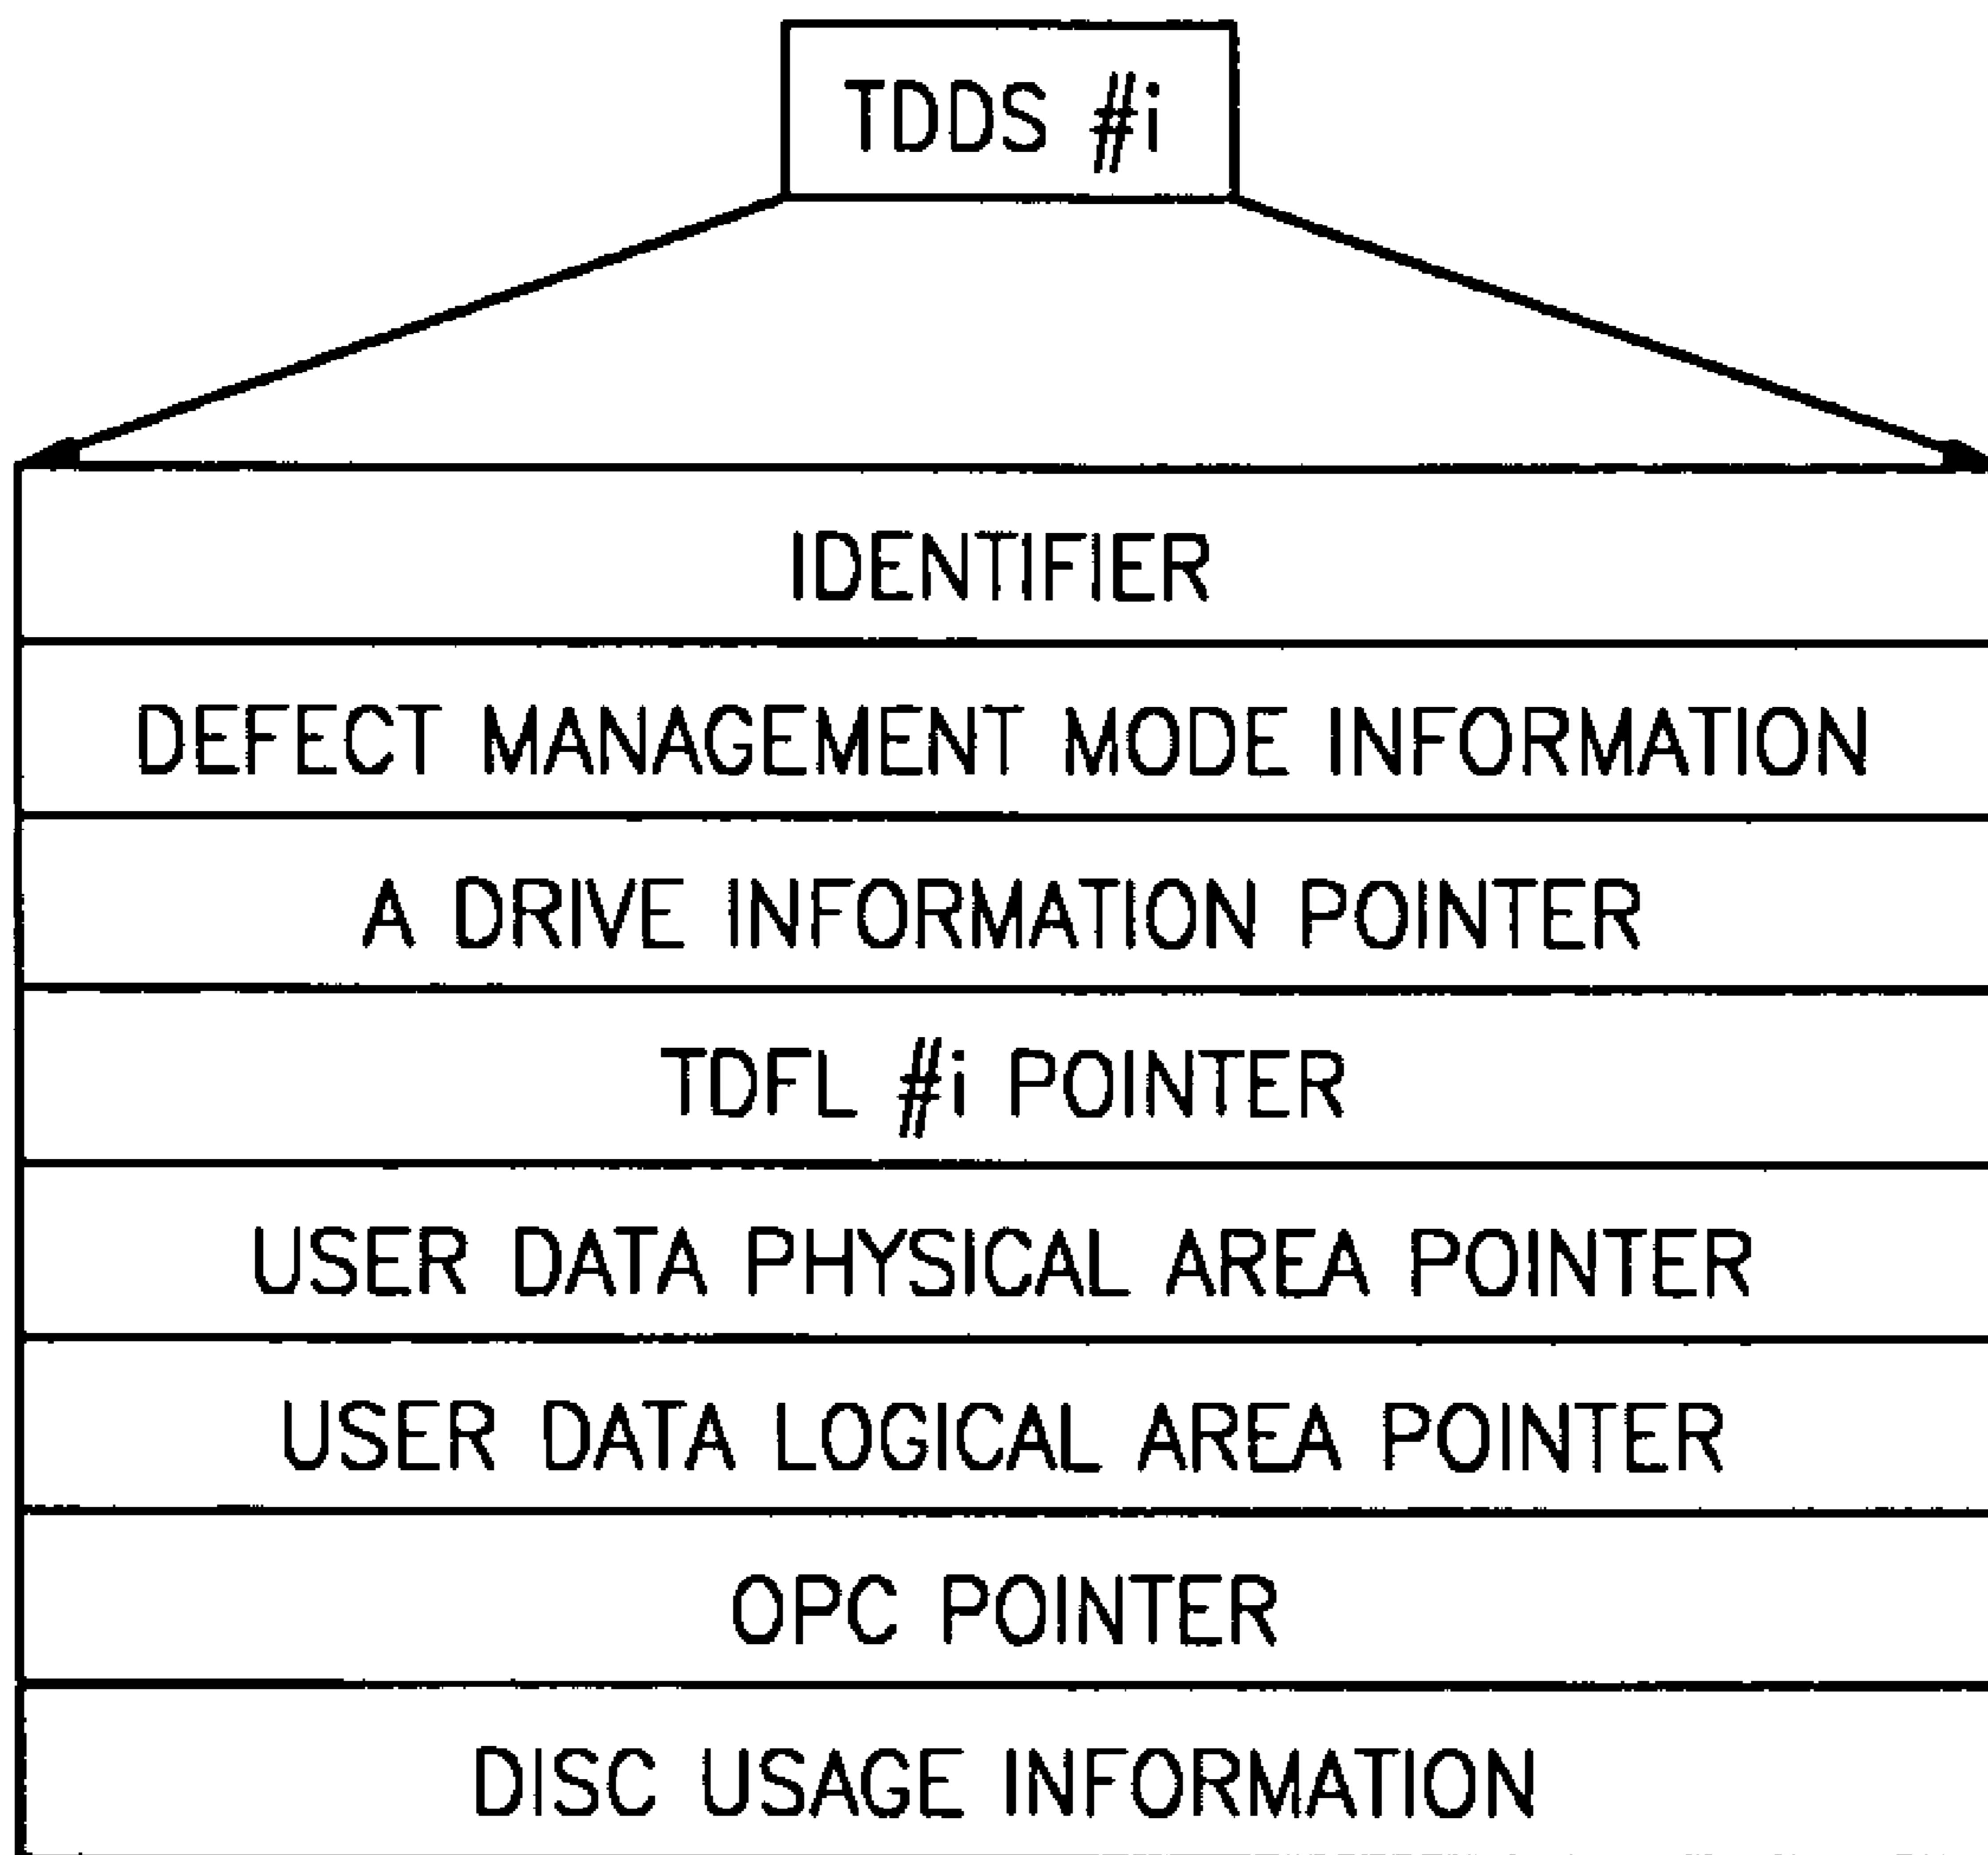 TDDS #i
IDENTIFIER
DEFECT MANAGEMENT MODE INFORMATION
A DRIVE INFORMATION POINTER
TDFL #i POINTER
USER DATA PHYSICAL AREA POINTER
USER DATA LOGICAL AREA POINTER
OPC POINTER
DISC USAGE INFORMATION